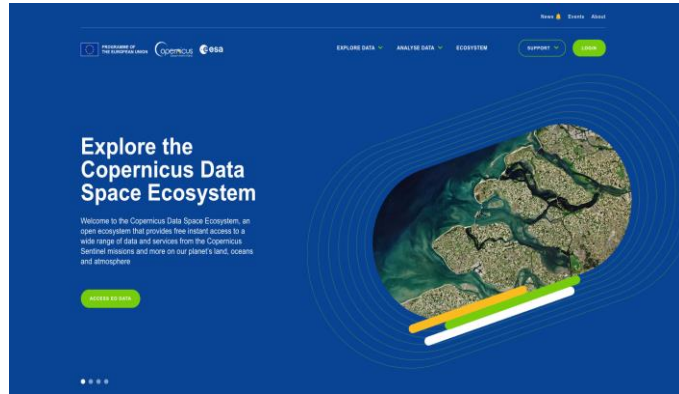 News Events About
PROGRAMME OF
THE EUROPEAN UNION
Copernicus
esa
EXPLORE DATA
ANALYSE DATA
ECOSYSTEM
SUPPORT
LOGIN
Explore the
Copernicus Data
Space Ecosystem
Welcome to the Copernicus Data Space Ecosystem, an
open ecosystem that provides free instant access to a
wide range of data and services from the Copernicus
Sentinel missions and more on our planet's land, oceans
and atmosphere
ACCESS EO DATA